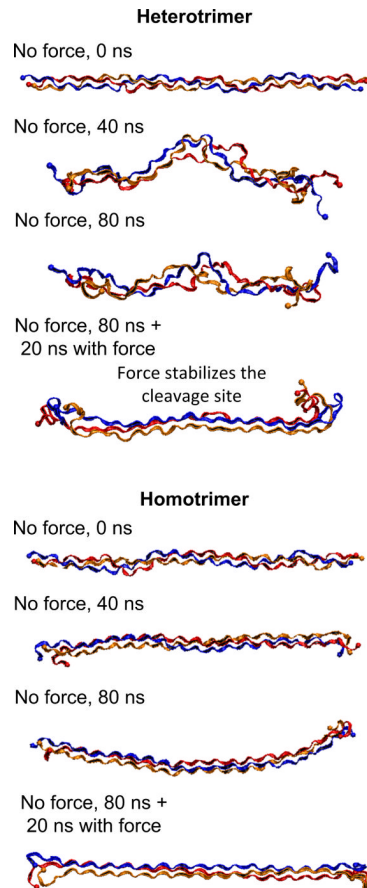 Heterotrimer
No force, 0 ns
No force, 40 ns
No force, 80 ns
No force, 80 ns +
20 ns with force
Force stabilizes the
cleavage site
Homotrimer
No force, 0 ns
No force, 40 ns
No force, 80 ns
No force, 80 ns +
20 ns with force